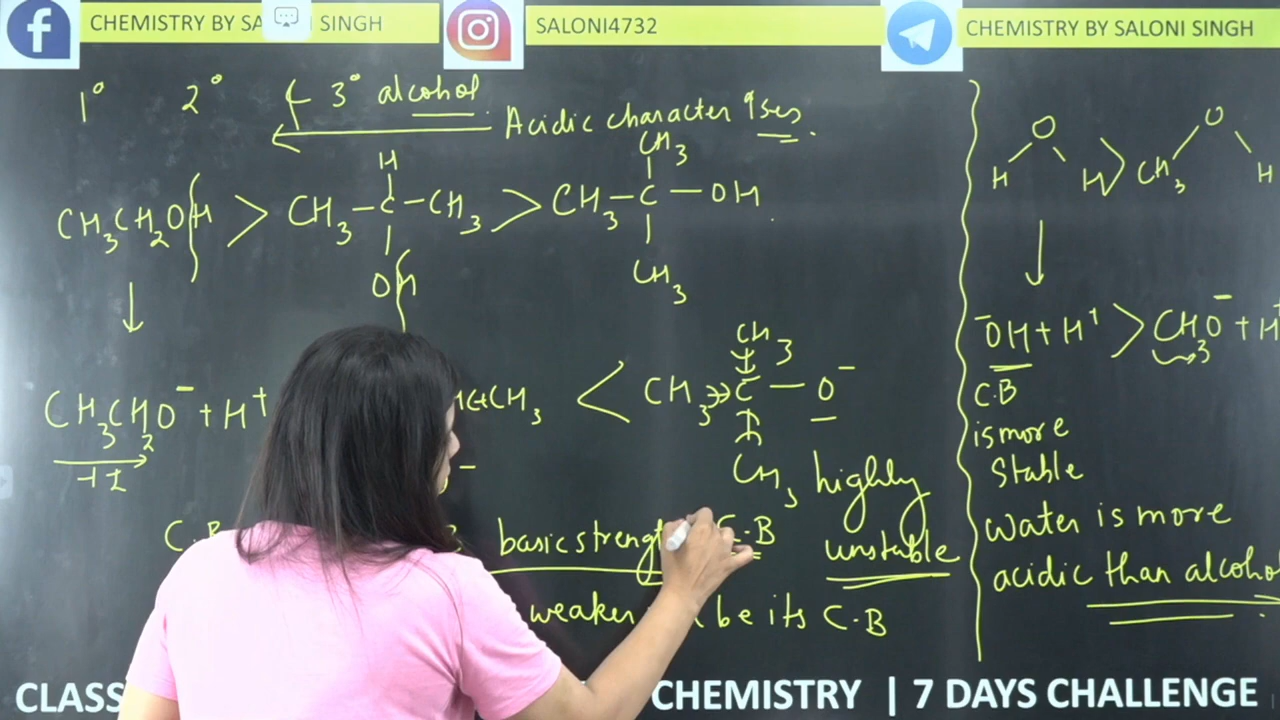 CHEMISTRY BY SA SINGH
SALONI4732
CHEMISTRY BY SALONI SINGH
1° 2° 3° alcohol.
Acidic character ↑ses.
CH3CH2OH > CH3-C-CH3 > CH3-C-OH
H
OH
CH3
CH3
CH3CH2O⁻ + H⁺
-+I
CH3 < CH3 C - O⁻
CH3
CH3
highly
unstable
C.B basic strength C.B
weaker be its C.B
H O H > CH3 O H
⁻OH + H⁺ > CH3O⁻ + H⁺
C.B
is more
Stable
water is more
acidic than alcoho
CLASS CHEMISTRY | 7 DAYS CHALLENGE